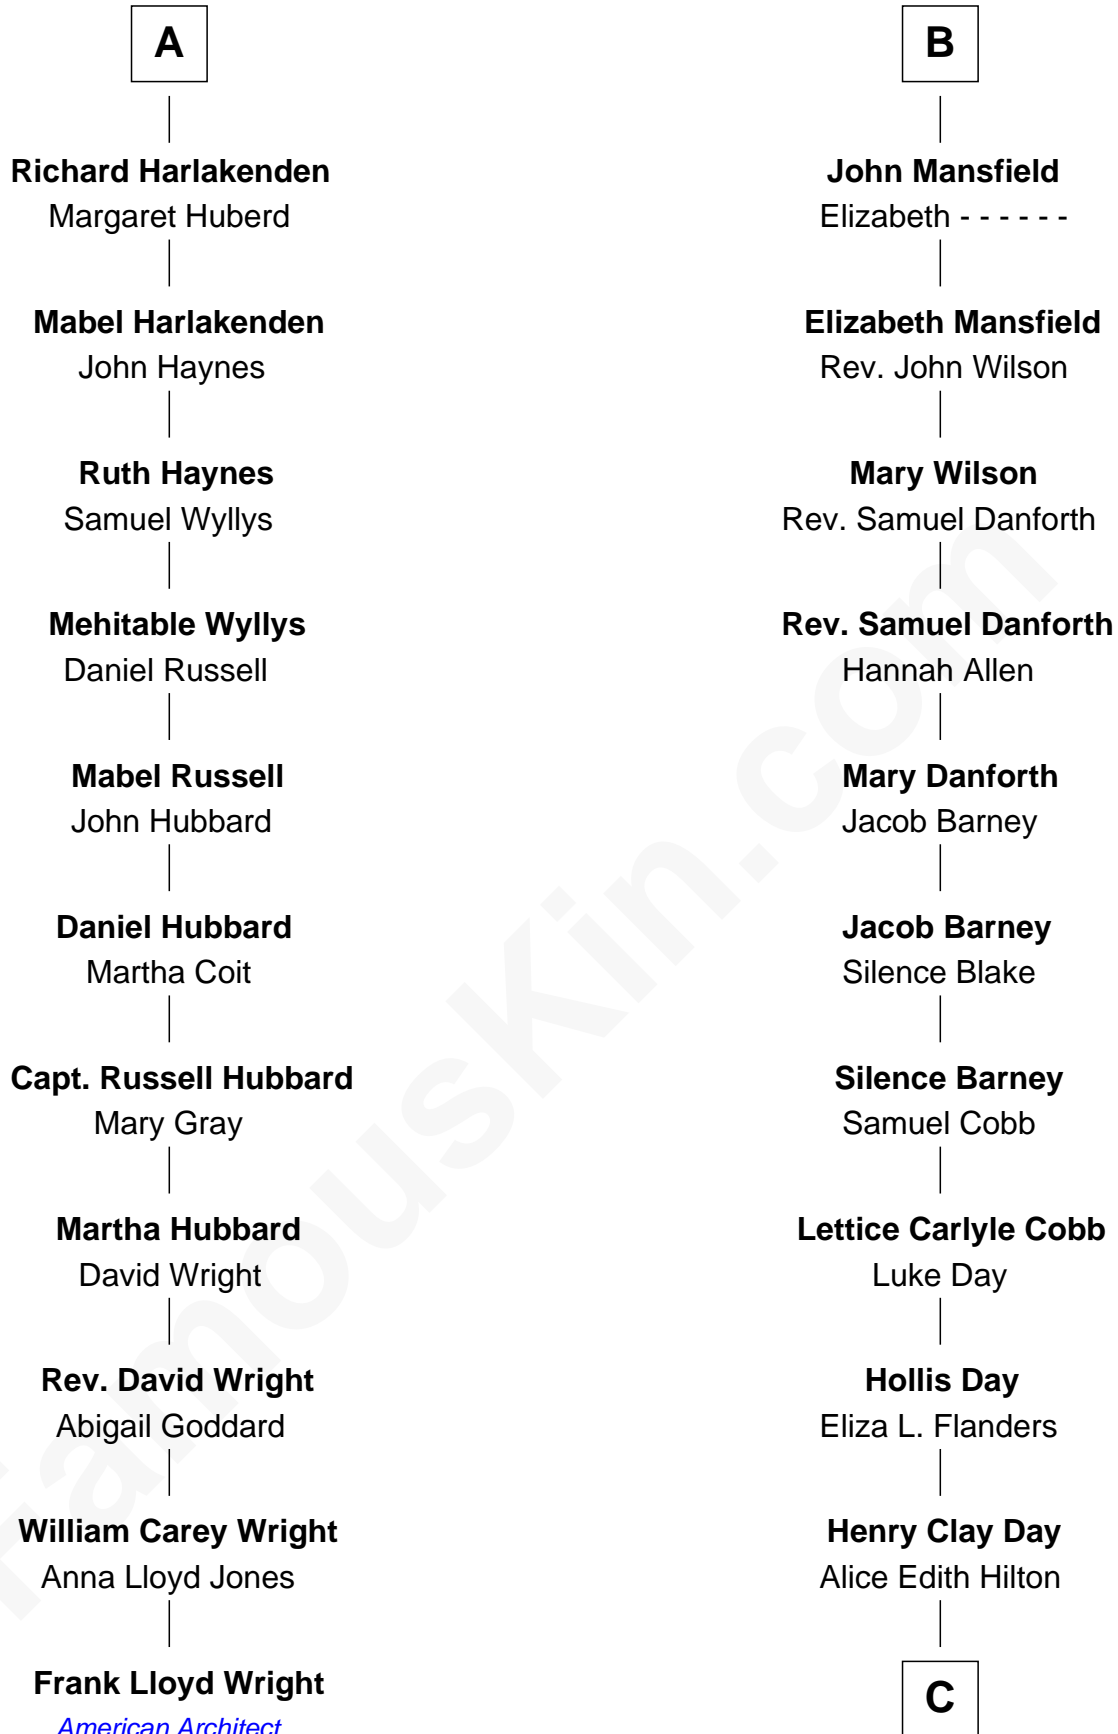 A
Richard Harlakenden
Margaret Huberd
Mabel Harlakenden
John Haynes
Ruth Haynes
Samuel Wyllys
Mehitable Wyllys
Daniel Russell
Mabel Russell
John Hubbard
Daniel Hubbard
Martha Coit
Capt. Russell Hubbard
Mary Gray
Martha Hubbard
David Wright
Rev. David Wright
Abigail Goddard
William Carey Wright
Anna Lloyd Jones
Frank Lloyd Wright
American Architect
B
John Mansfield
Elizabeth - - - - - -
Elizabeth Mansfield
Rev. John Wilson
Mary Wilson
Rev. Samuel Danforth
Rev. Samuel Danforth
Hannah Allen
Mary Danforth
Jacob Barney
Jacob Barney
Silence Blake
Silence Barney
Samuel Cobb
Lettice Carlyle Cobb
Luke Day
Hollis Day
Eliza L. Flanders
Henry Clay Day
Alice Edith Hilton
C
FamousKin.com